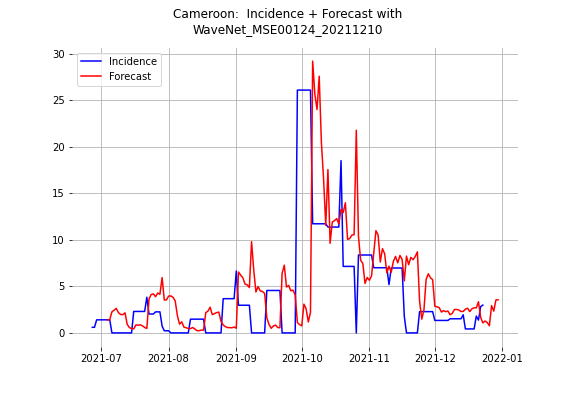 Cameroon:  Incidence + Forecast with
WaveNet_MSE00124_20211210
Incidence
Forecast
30
25
20
15
10
5
0
2021-07 2021-08 2021-09 2021-10 2021-11 2021-12 2022-01